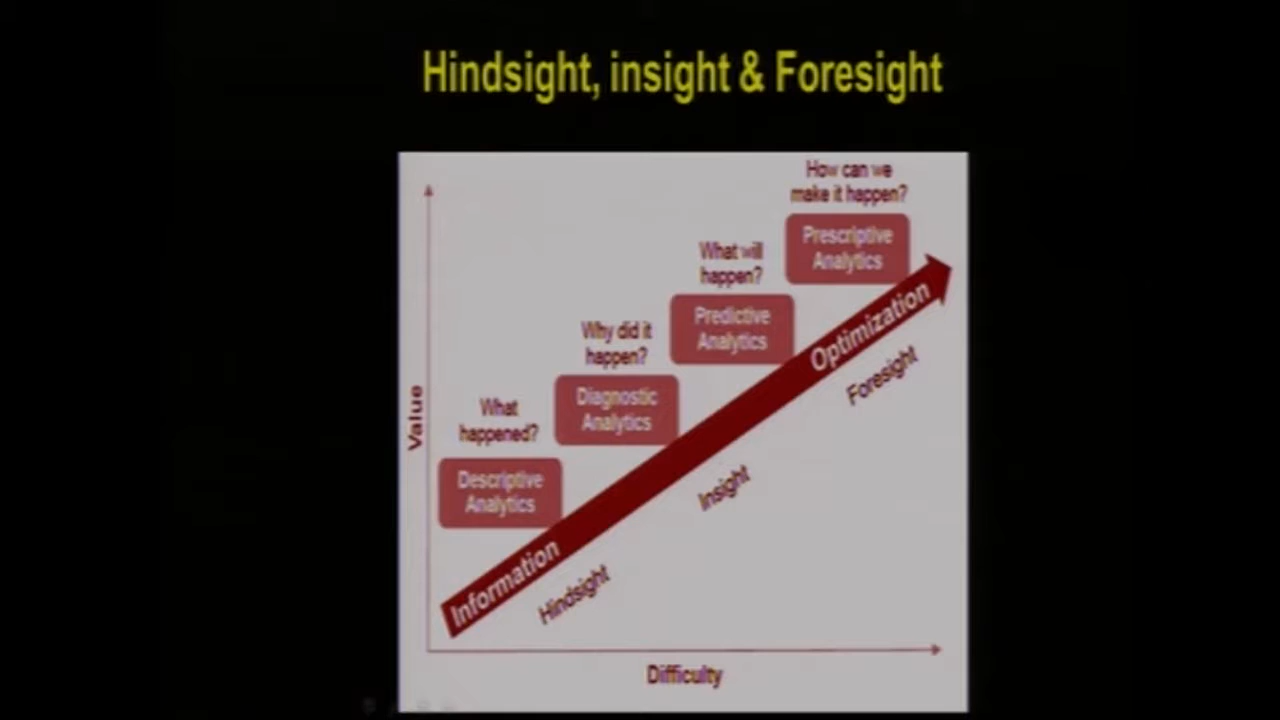 Hindsight, insight & Foresight
How can we
make it happen?
Prescriptive
Analytics
What will
happen?
Predictive
Analytics
Why did it
happen?
Diagnostic
Analytics
What
happened?
Descriptive
Analytics
Value
Information
Optimization
Hindsight
Insight
Foresight
Difficulty